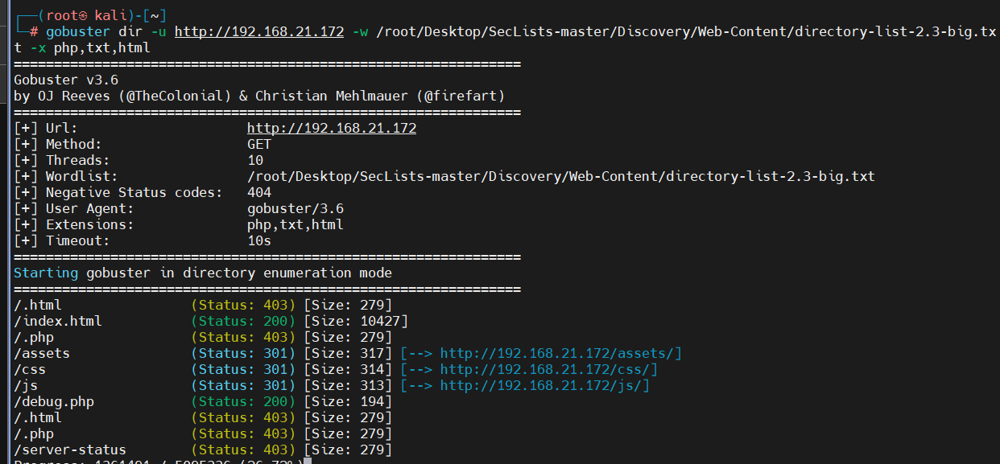 ┌──(root㉿ kali)-[~]
└─# gobuster dir -u http://192.168.21.172 -w /root/Desktop/SecLists-master/Discovery/Web-Content/directory-list-2.3-big.tx
t -x php,txt,html
===============================================================
Gobuster v3.6
by OJ Reeves (@TheColonial) & Christian Mehlmauer (@firefart)
===============================================================
[+] Url:                     http://192.168.21.172
[+] Method:                  GET
[+] Threads:                 10
[+] Wordlist:                /root/Desktop/SecLists-master/Discovery/Web-Content/directory-list-2.3-big.txt
[+] Negative Status codes:   404
[+] User Agent:              gobuster/3.6
[+] Extensions:              php,txt,html
[+] Timeout:                 10s
===============================================================
Starting gobuster in directory enumeration mode
===============================================================
/.html                (Status: 403) [Size: 279]
/index.html           (Status: 200) [Size: 10427]
/.php                 (Status: 403) [Size: 279]
/assets               (Status: 301) [Size: 317] [--> http://192.168.21.172/assets/]
/css                  (Status: 301) [Size: 314] [--> http://192.168.21.172/css/]
/js                   (Status: 301) [Size: 313] [--> http://192.168.21.172/js/]
/debug.php            (Status: 200) [Size: 194]
/.html                (Status: 403) [Size: 279]
/.php                 (Status: 403) [Size: 279]
/server-status        (Status: 403) [Size: 279]
Progress: / (26.72%)